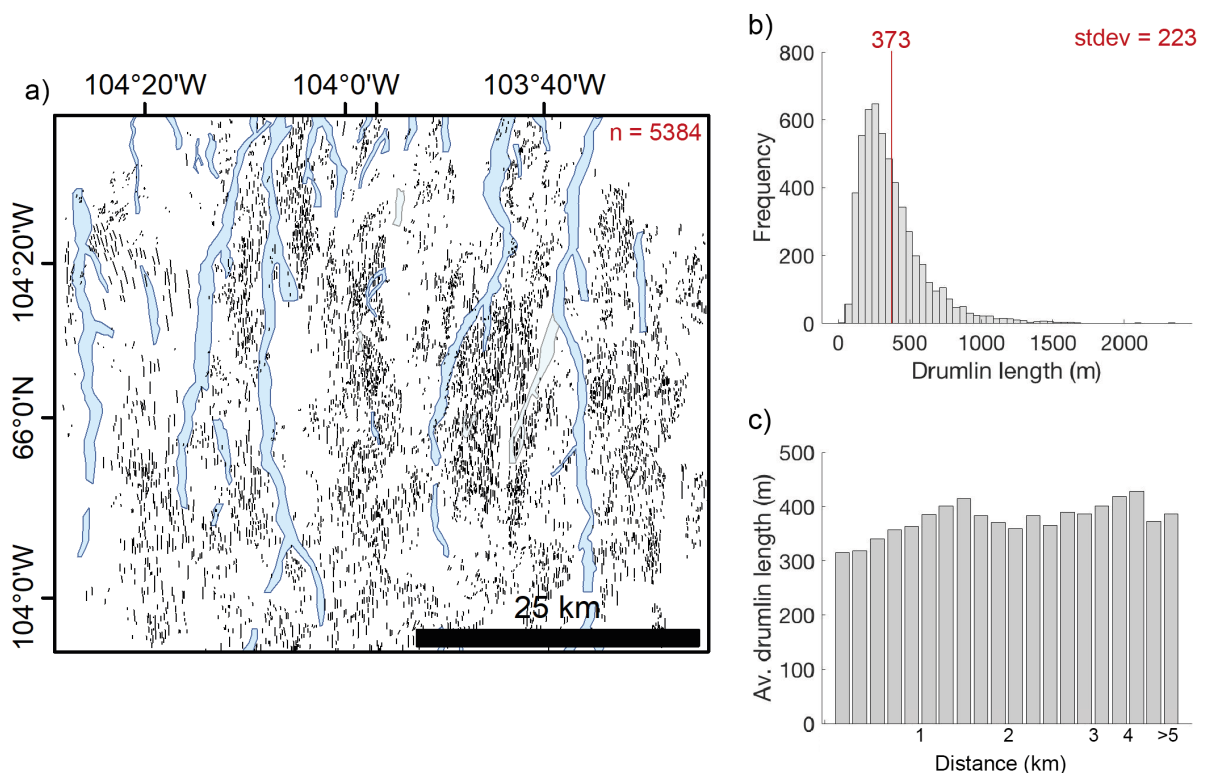 a)
104°20'W
104°0'W
103°40'W
n = 5384
104°20'W
66°0'N
104°0'W
25 km
b)
373
stdev = 223
Frequency
800
600
400
200
0
0
500
1000
1500
2000
Drumlin length (m)
c)
Av. drumlin length (m)
500
400
300
200
100
0
1
2
3
4
>5
Distance (km)